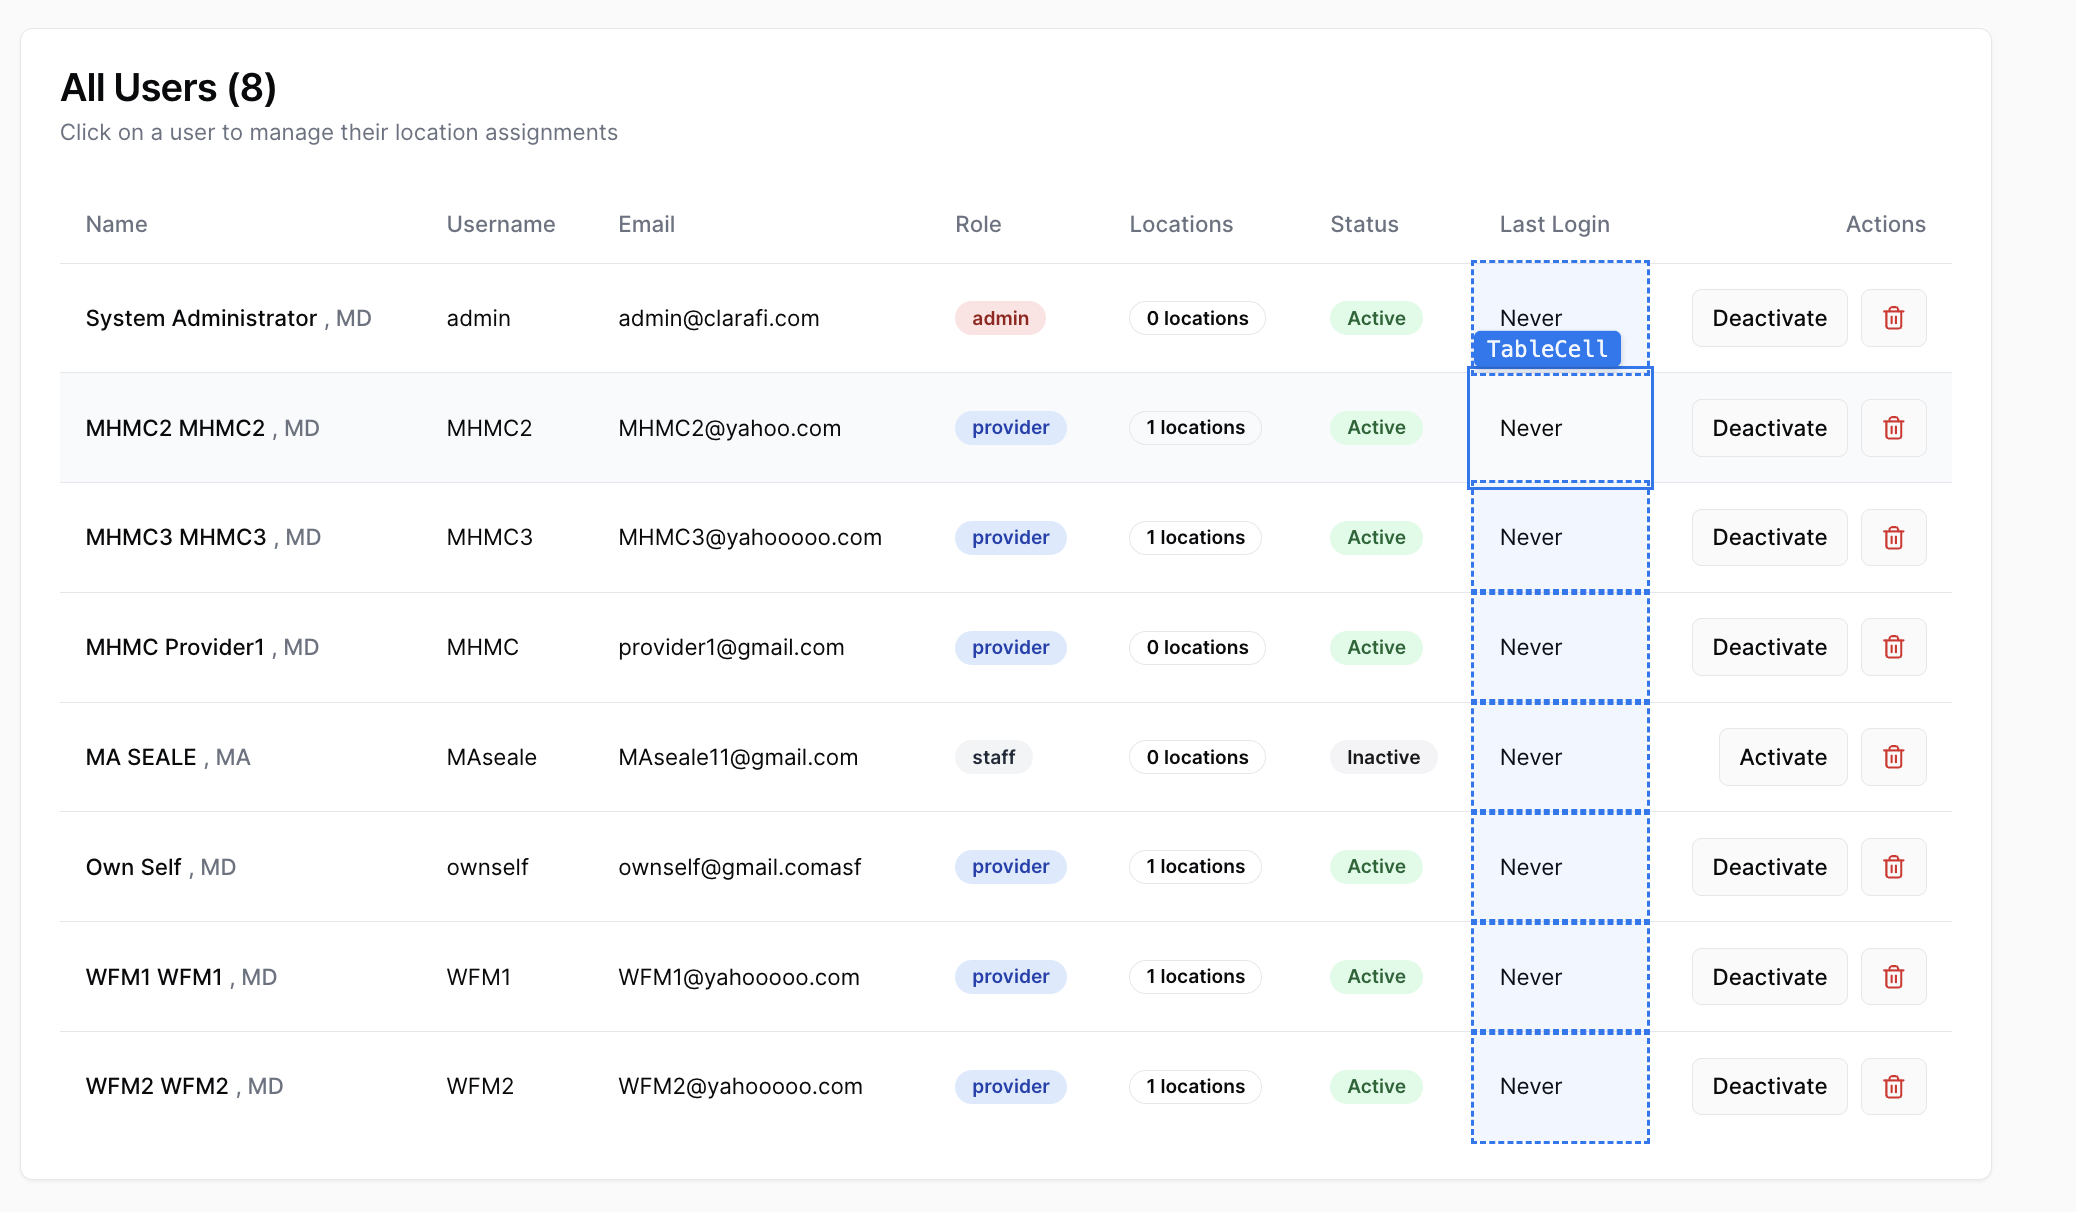 All Users (8)
Click on a user to manage their location assignments
Name Username Email Role Locations Status Last Login Actions
System Administrator , MD admin admin@clarafi.com admin 0 locations Active Never Deactivate
TableCell
MHMC2 MHMC2 , MD MHMC2 MHMC2@yahoo.com provider 1 locations Active Never Deactivate
MHMC3 MHMC3 , MD MHMC3 MHMC3@yahooooo.com provider 1 locations Active Never Deactivate
MHMC Provider1 , MD MHMC provider1@gmail.com provider 0 locations Active Never Deactivate
MA SEALE , MA MAseale MAseale11@gmail.com staff 0 locations Inactive Never Activate
Own Self , MD ownself ownself@gmail.comasf provider 1 locations Active Never Deactivate
WFM1 WFM1 , MD WFM1 WFM1@yahooooo.com provider 1 locations Active Never Deactivate
WFM2 WFM2 , MD WFM2 WFM2@yahooooo.com provider 1 locations Active Never Deactivate